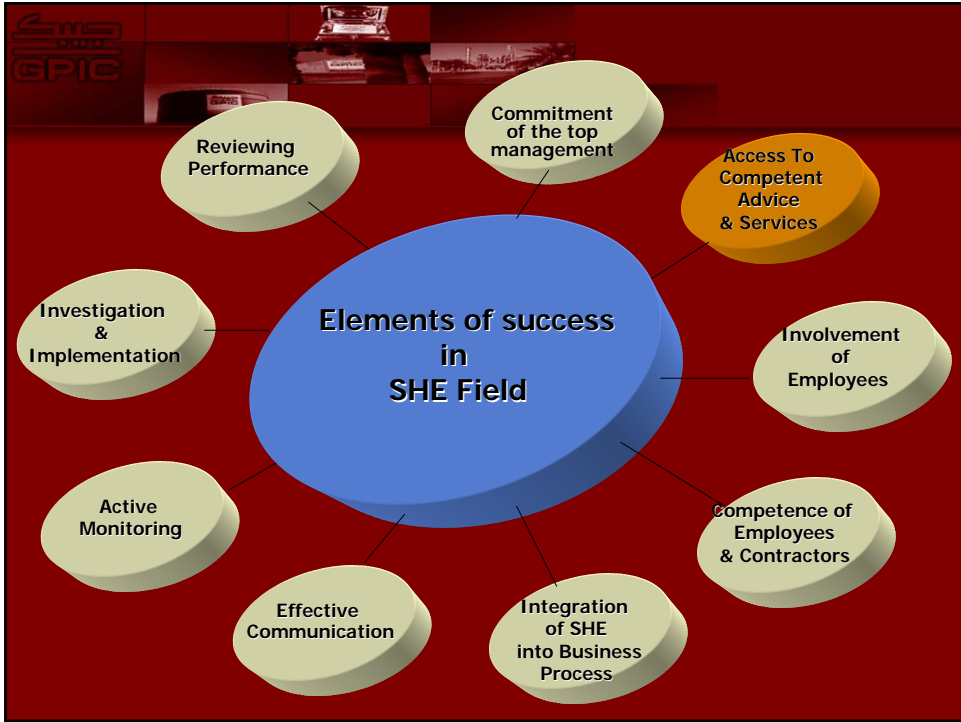 جيبك
GPIC
Commitment
of the top
management
Reviewing
Performance
Access To
Competent
Advice
& Services
Elements of success
in
SHE Field
Investigation
&
Implementation
Involvement
of
Employees
Active
Monitoring
Competence of
Employees
& Contractors
Effective
Communication
Integration
of SHE
into Business
Process